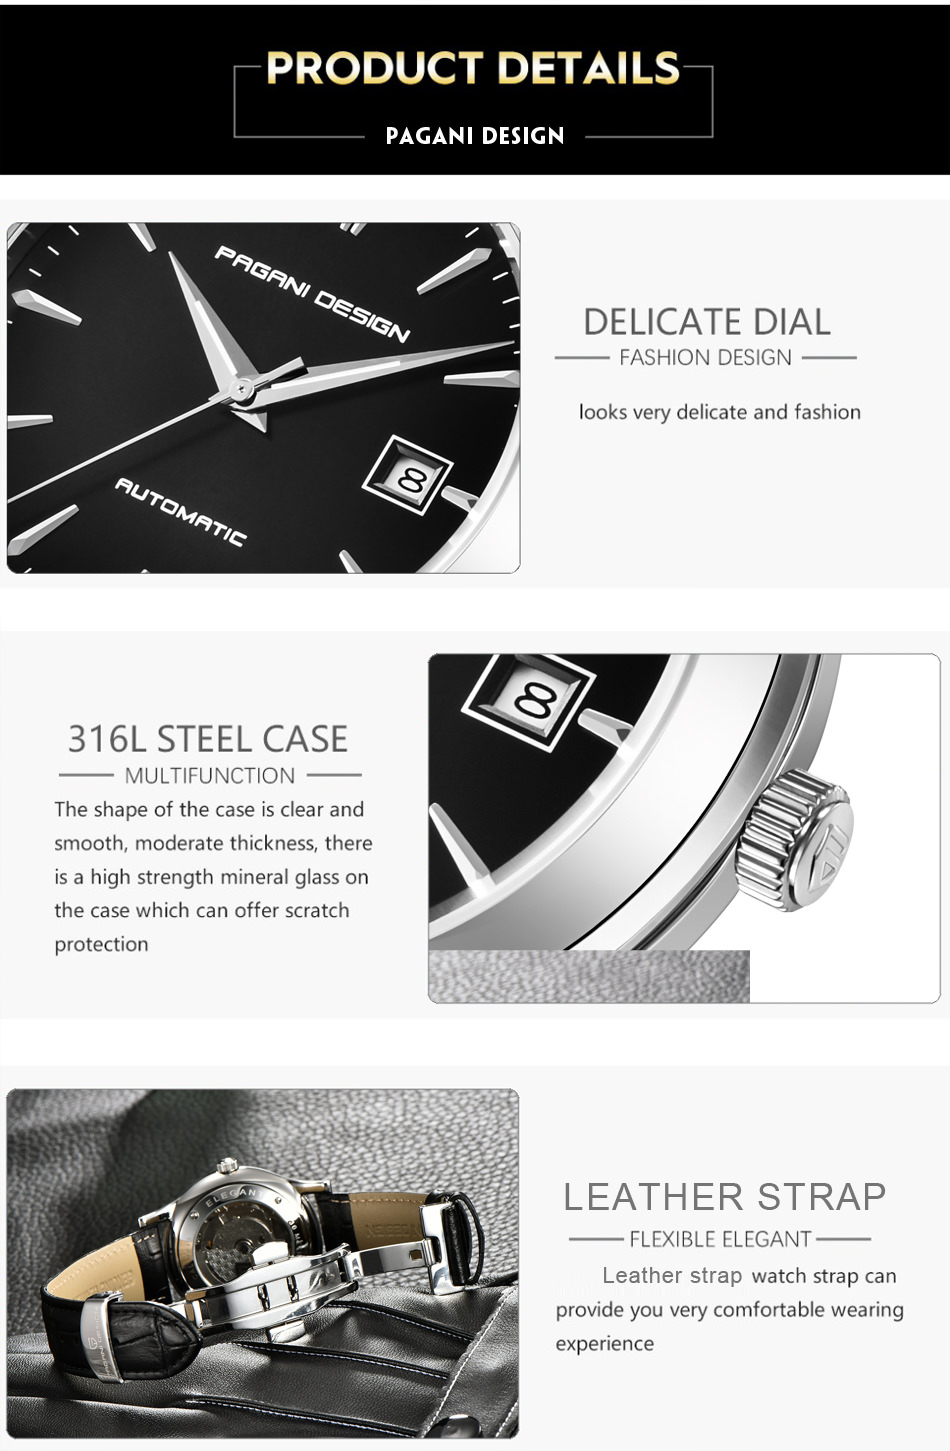 PRODUCT DETAILS
PAGANI DESIGN
PAGANI DESIGN
AUTOMATIC
8
DELICATE DIAL
FASHION DESIGN
looks very delicate and fashion
316L STEEL CASE
MULTIFUNCTION
The shape of the case is clear and
smooth, moderate thickness, there
is a high strength mineral glass on
the case which can offer scratch
protection
8
ELEGANT
LEATHER STRAP
FLEXIBLE ELEGANT
Leather strap watch strap can
provide you very comfortable wearing
experience